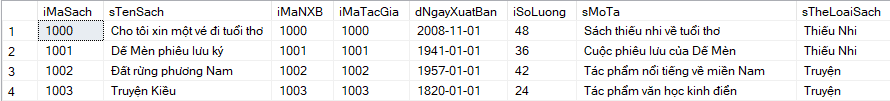 iMaSach sTenSach iMaNXB iMaTacGia dNgayXuatBan iSoLuong sMoTa sTheLoaiSach
1 1000 Cho tôi xin một vé đi tuổi thơ 1000 1000 2008-11-01 48 Sách thiếu nhi về tuổi thơ Thiếu Nhi
2 1001 Dế Mèn phiêu lưu ký 1001 1001 1941-01-01 36 Cuộc phiêu lưu của Dế Mèn Thiếu Nhi
3 1002 Đất rừng phương Nam 1002 1002 1957-01-01 42 Tác phẩm nổi tiếng về miền Nam Truyện
4 1003 Truyện Kiều 1003 1003 1820-01-01 24 Tác phẩm văn học kinh điển Truyện